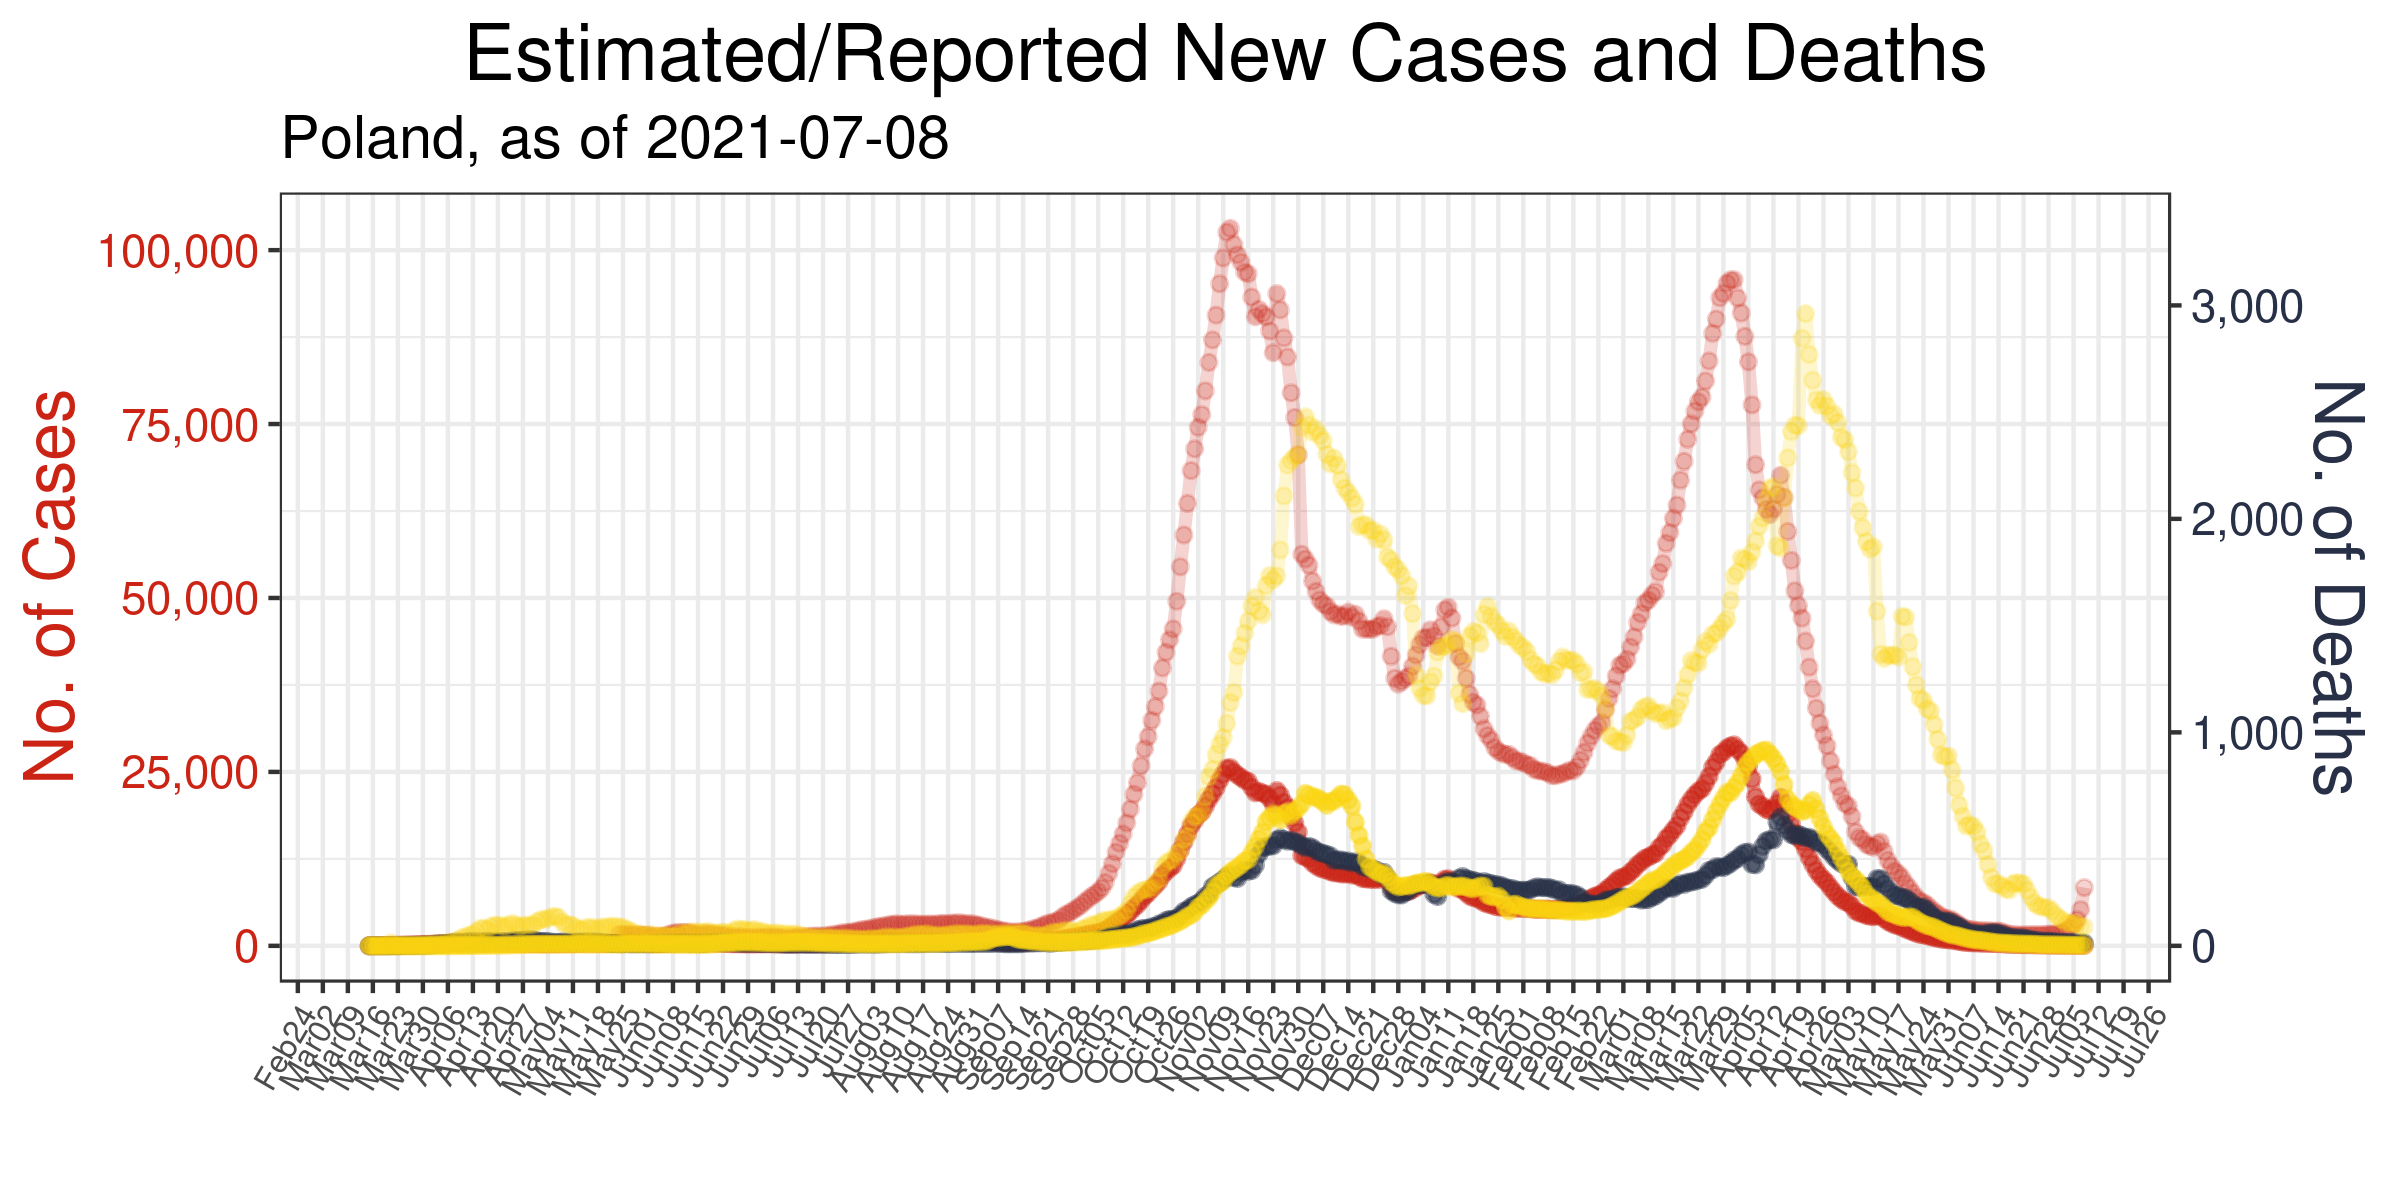 Estimated/Reported New Cases and Deaths
Poland, as of 2021-07-08
No. of Cases
100,000
75,000
50,000
25,000
0
3,000
2,000
1,000
0
No. of Deaths
Feb24
Mar02
Mar09
Mar16
Mar23
Mar30
Apr06
Apr13
Apr20
Apr27
May04
May11
May18
May25
Jun01
Jun08
Jun15
Jun22
Jun29
Jul06
Jul13
Jul20
Jul27
Aug03
Aug10
Aug17
Aug24
Aug31
Sep07
Sep14
Sep21
Sep28
Oct05
Oct12
Oct19
Oct26
Nov02
Nov09
Nov16
Nov23
Nov30
Dec07
Dec14
Dec21
Dec28
Jan04
Jan11
Jan18
Jan25
Feb01
Feb08
Feb15
Feb22
Mar01
Mar08
Mar15
Mar22
Mar29
Apr05
Apr12
Apr19
Apr26
May03
May10
May17
May24
May31
Jun07
Jun14
Jun21
Jun28
Jul05
Jul12
Jul19
Jul26